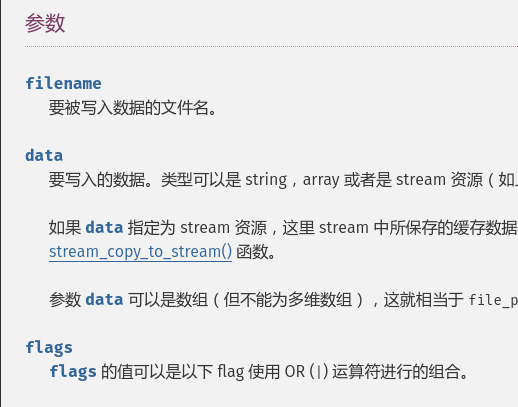 参数
filename
要被写入数据的文件名。
data
要写入的数据。类型可以是 string，array 或者是 stream 资源（如
如果 data 指定为 stream 资源，这里 stream 中所保存的缓存数据
stream_copy_to_stream() 函数。
参数 data 可以是数组（但不能为多维数组），这就相当于 file_p
flags
flags 的值可以是以下 flag 使用 OR (|) 运算符进行的组合。